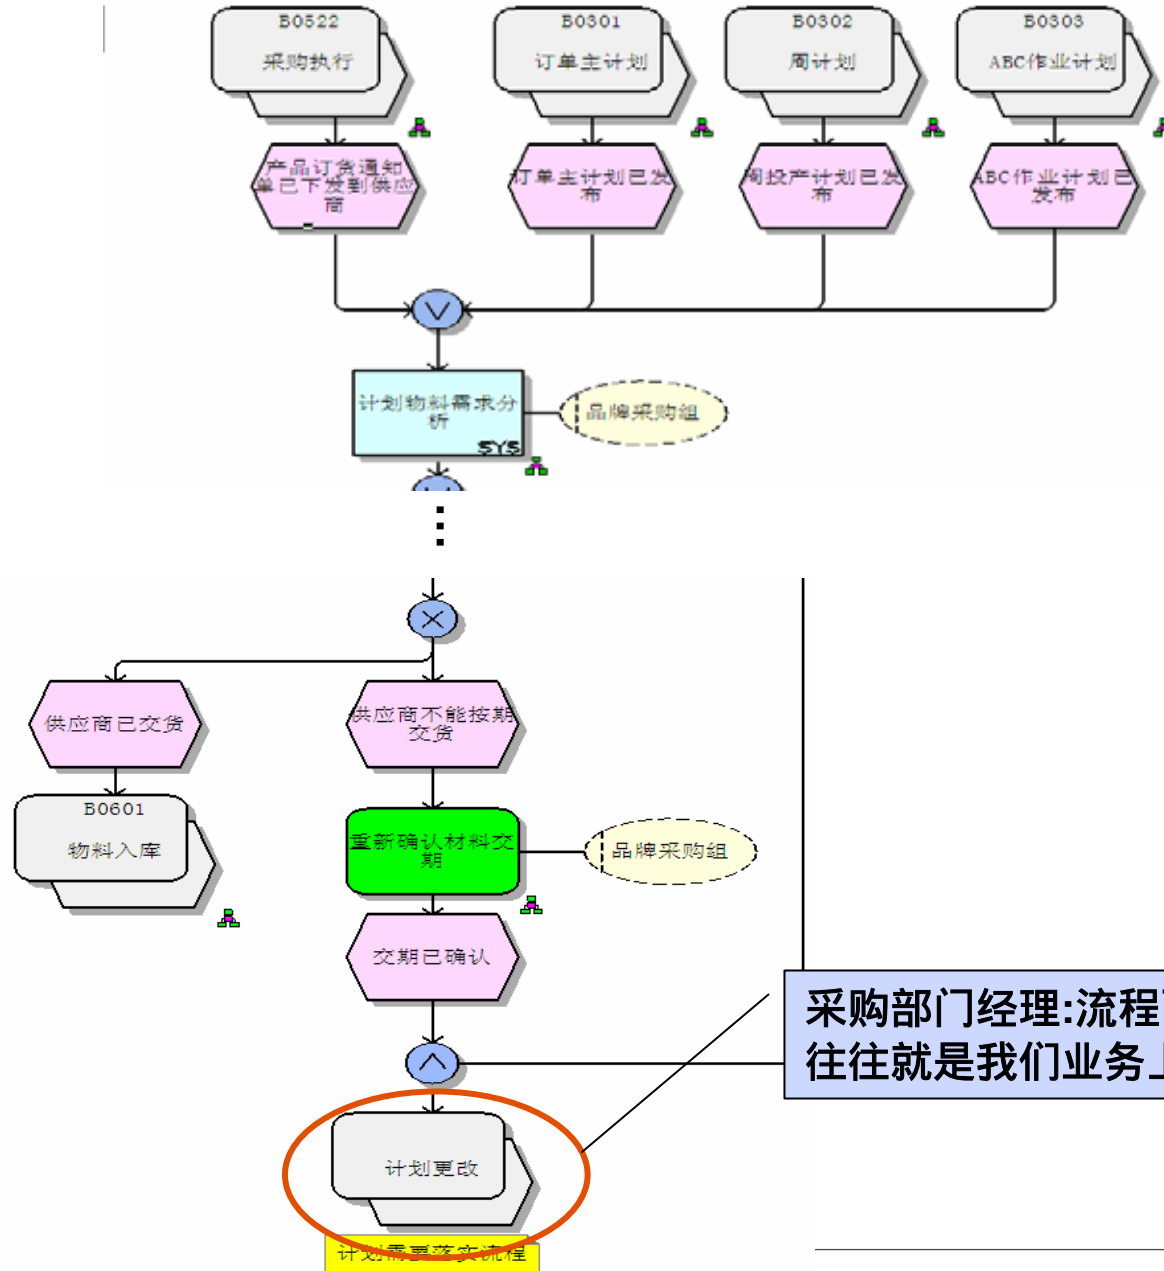 B0522
采购执行
B0301
订单主计划
B0302
周计划
B0303
ABC作业计划
产品订货通知
单已下发到供应
商
订单主计划已发
布
周投产计划已发
布
ABC作业计划已
发布
计划物料需求分
析
SYS
品牌采购组
供应商已交货
供应商不能按期
交货
B0601
物料入库
重新确认材料交
期
品牌采购组
交期已确认
采购部门经理:流程
往往就是我们业务上
计划更改
计划需要落实流程